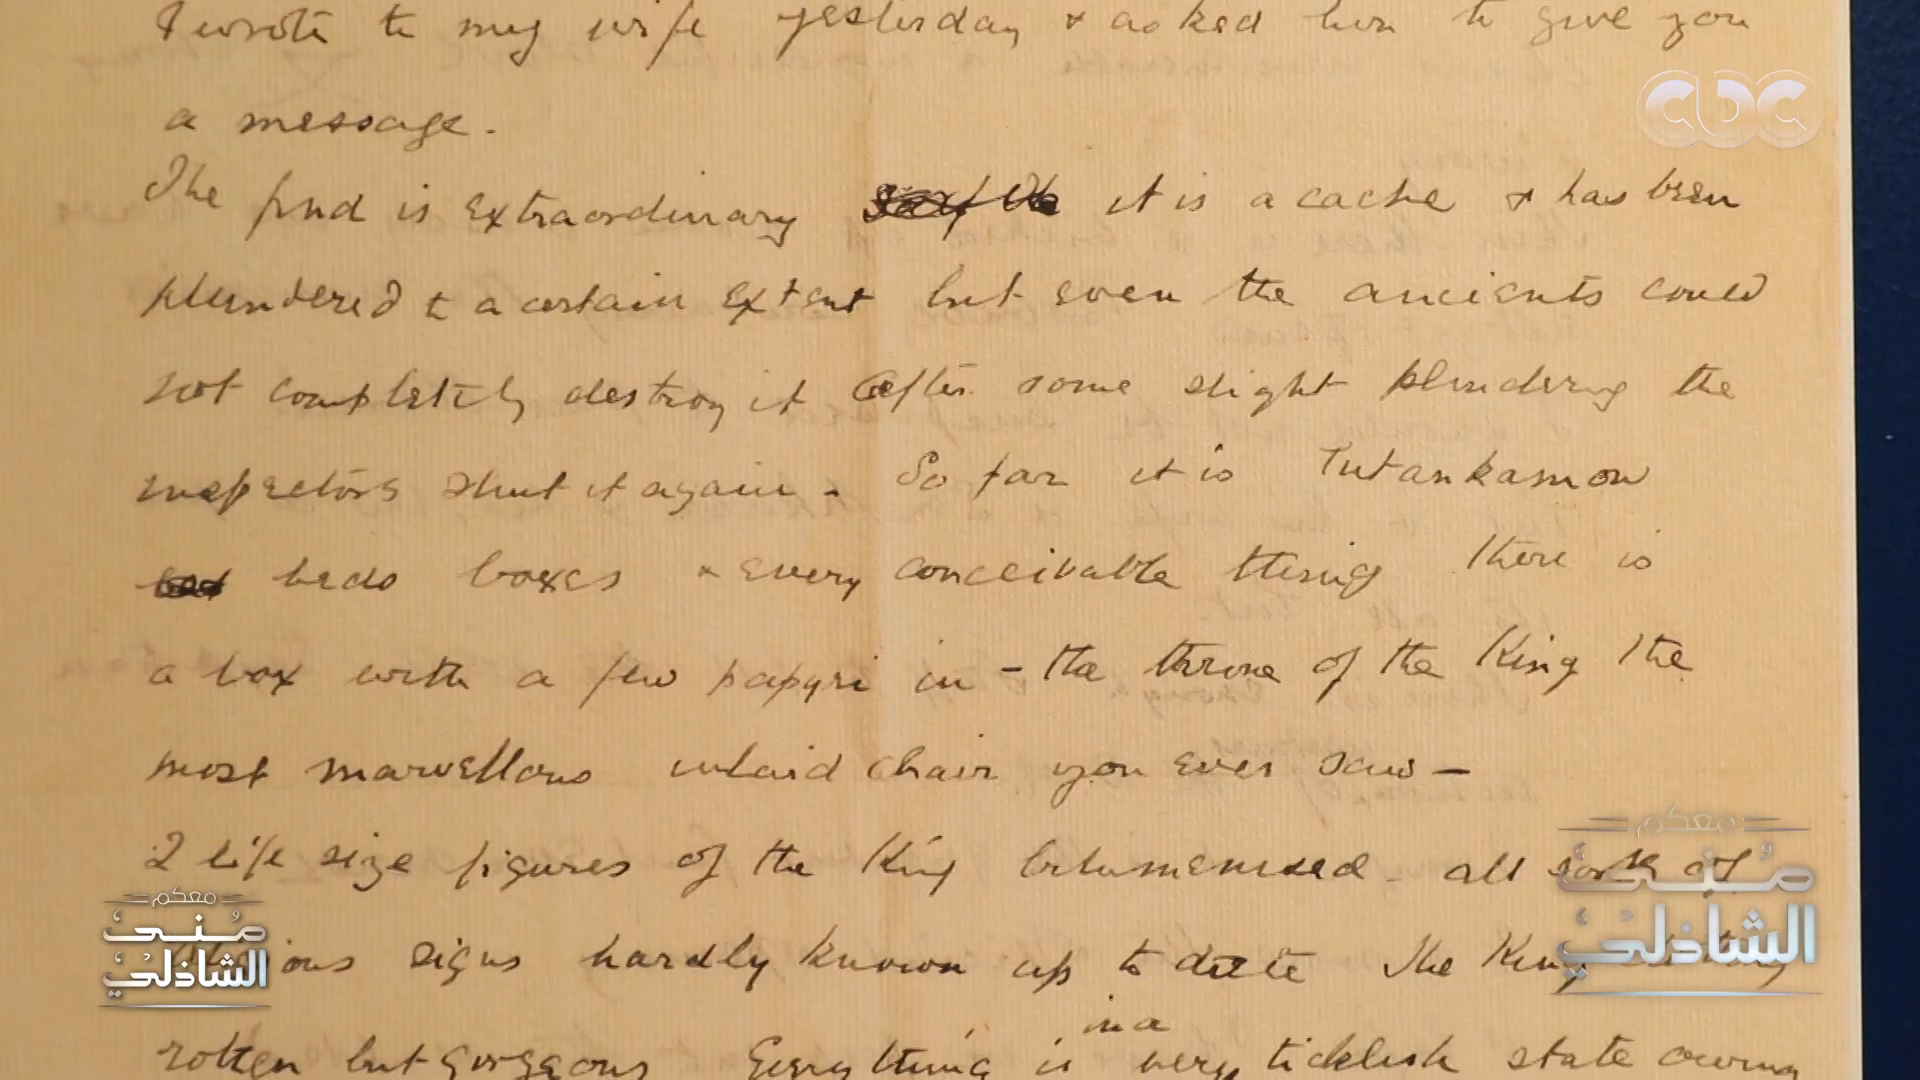 I wrote to my wife yesterday & asked her to give you
a message.
The find is extraordinary it is a cache & has been
plundered to a certain extent but even the ancients could
not completely destroy it after some slight plundering the
inspectors shut it again - So far it is Tutankamon
beds boxes & every conceivable thing there is
a box with a few papyri in - the throne of the King the
most marvellous inlaid chair you ever saw -
2 life size figures of the King bitumenised - all sorts of
signs hardly known up to date The King
rotten but gorgeous Everything is in a very ticklish state owing
CBC
معكم
منى
الشاذلي
معكم
منى
الشاذلي